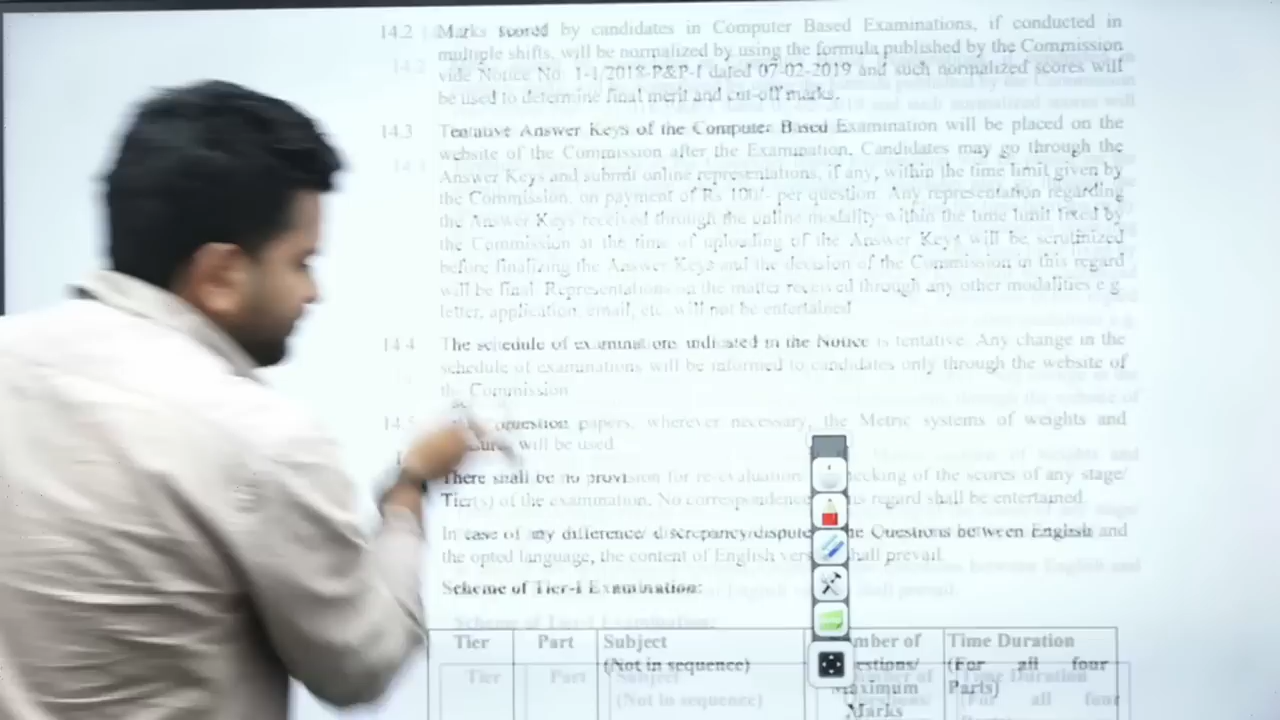 14.2 Marks scored by candidates in Computer Based Examinations, if conducted in
multiple shifts, will be normalized by using the formula published by the Commission
vide Notice No: 1-1/2018-P&P-I dated 07-02-2019 and such normalized scores will
be used to determine final merit and cut-off marks.
14.3 Tentative Answer Keys of the Computer Based Examination will be placed on the
website of the Commission after the Examination. Candidates may go through the
Answer Keys and submit online representations, if any, within the time limit given by
the Commission, on payment of Rs 100/- per question. Any representation regarding
the Answer Keys received through the online modality within the time limit fixed by
the Commission at the time of uploading of the Answer Keys will be scrutinized
before finalizing the Answer Keys and the decision of the Commission in this regard
will be final. Representations on the matter received through any other modalities e.g.
letter, application, email, etc. will not be entertained
14.4 The schedule of examinations indicated in the Notice is tentative. Any change in the
schedule of examinations will be informed to candidates only through the website of
the Commission
14.5 question papers, wherever necessary, the Metric systems of weights and
will be used.
There shall be no provision for re-evaluation of the scores of any stage/
Tier(s) of the examination. No correspondence regard shall be entertained.
In case of any difference/ discrepancy/dispute Questions between English and
the opted language, the content of English shall prevail.
Scheme of Tier-I Examination:
Tier Part Subject of Time Duration
(Not in sequence) (For all four
Maximum Parts)
Marks